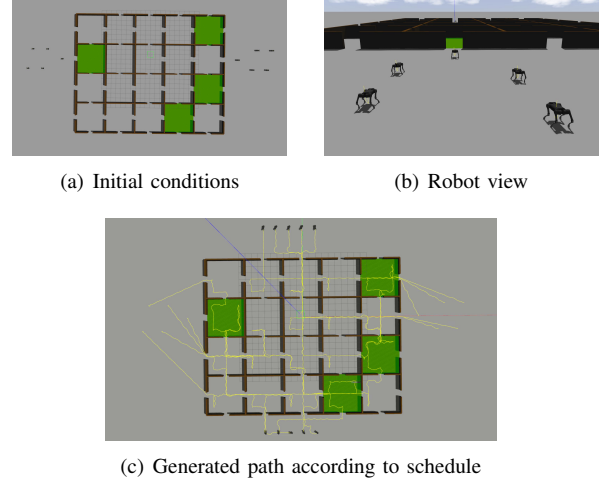 (a) Initial conditions
(b) Robot view
(c) Generated path according to schedule